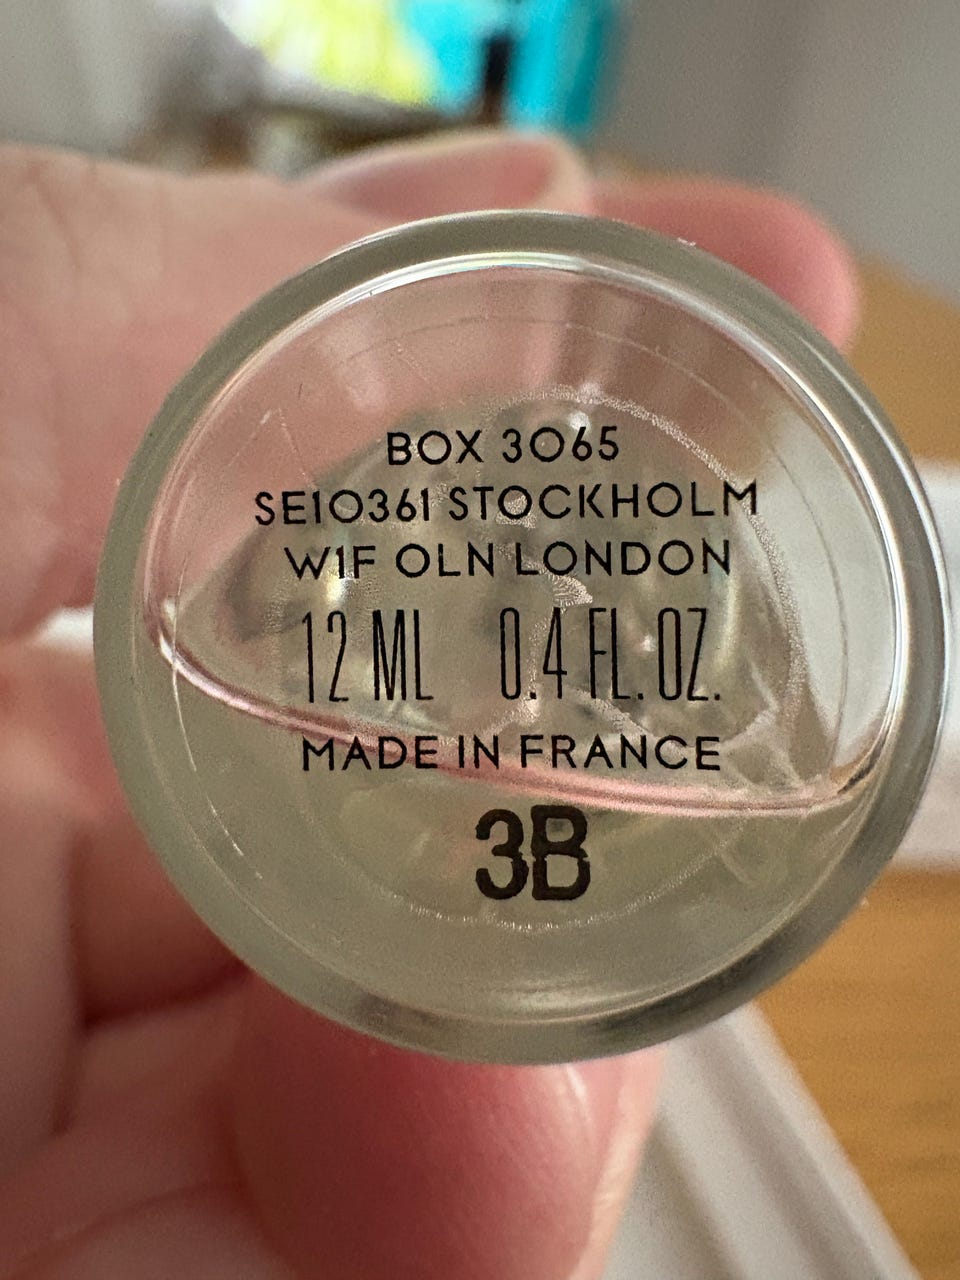 BOX 3065
SE10361 STOCKHOLM
W1F OLN LONDON
12 ML 0.4 FL. OZ.
MADE IN FRANCE
3B